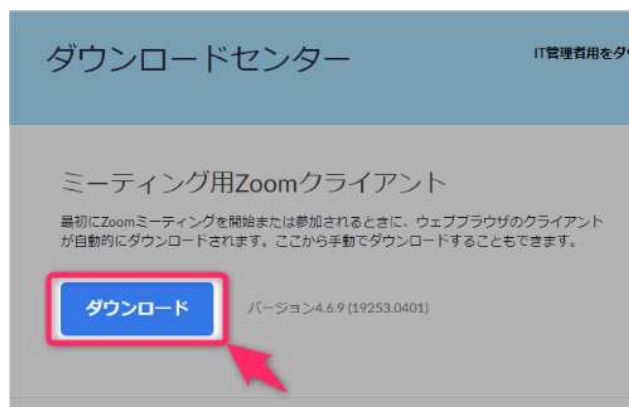 ダウンロードセンター
IT管理者用をダウ
ミーティング用Zoomクライアント
最初にZoomミーティングを開始または参加されるときに、ウェブブラウザのクライアント
が自動的にダウンロードされます。ここから手動でダウンロードすることもできます。
ダウンロード
バージョン4.6.9 (19253.0401)